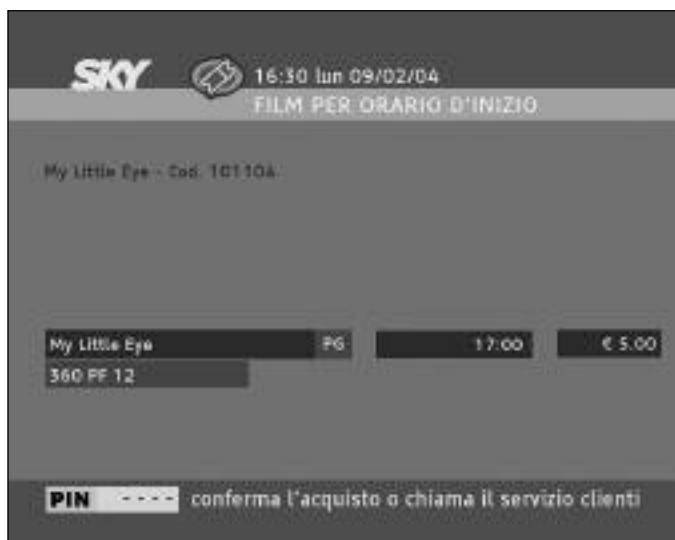 SKY 16:30 lun 09/02/04
FILM PER ORARIO D'INIZIO
My Little Eye - Cod. 101104
My Little Eye PG 17:00 € 5.00
360 PF 12
PIN ---- conferma l'acquisto o chiama il servizio clienti